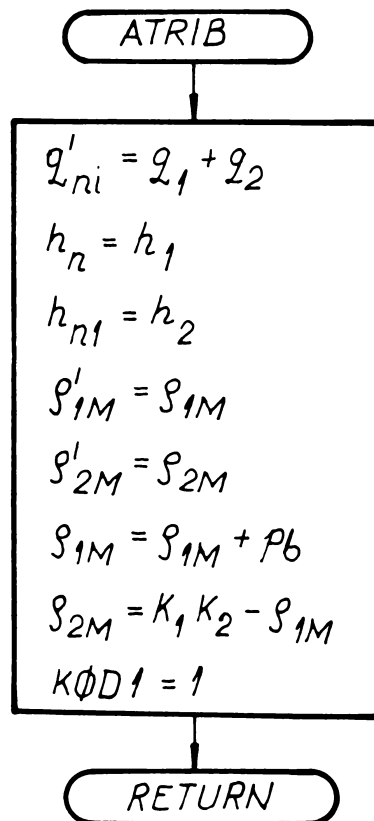 ATRIB
q'ni = q1 + q2
hn = h1
hn1 = h2
ρ'1M = ρ1M
ρ'2M = ρ2M
ρ1M = ρ1M + pb
ρ2M = K1 K2 - ρ1M
KØD1 = 1
RETURN